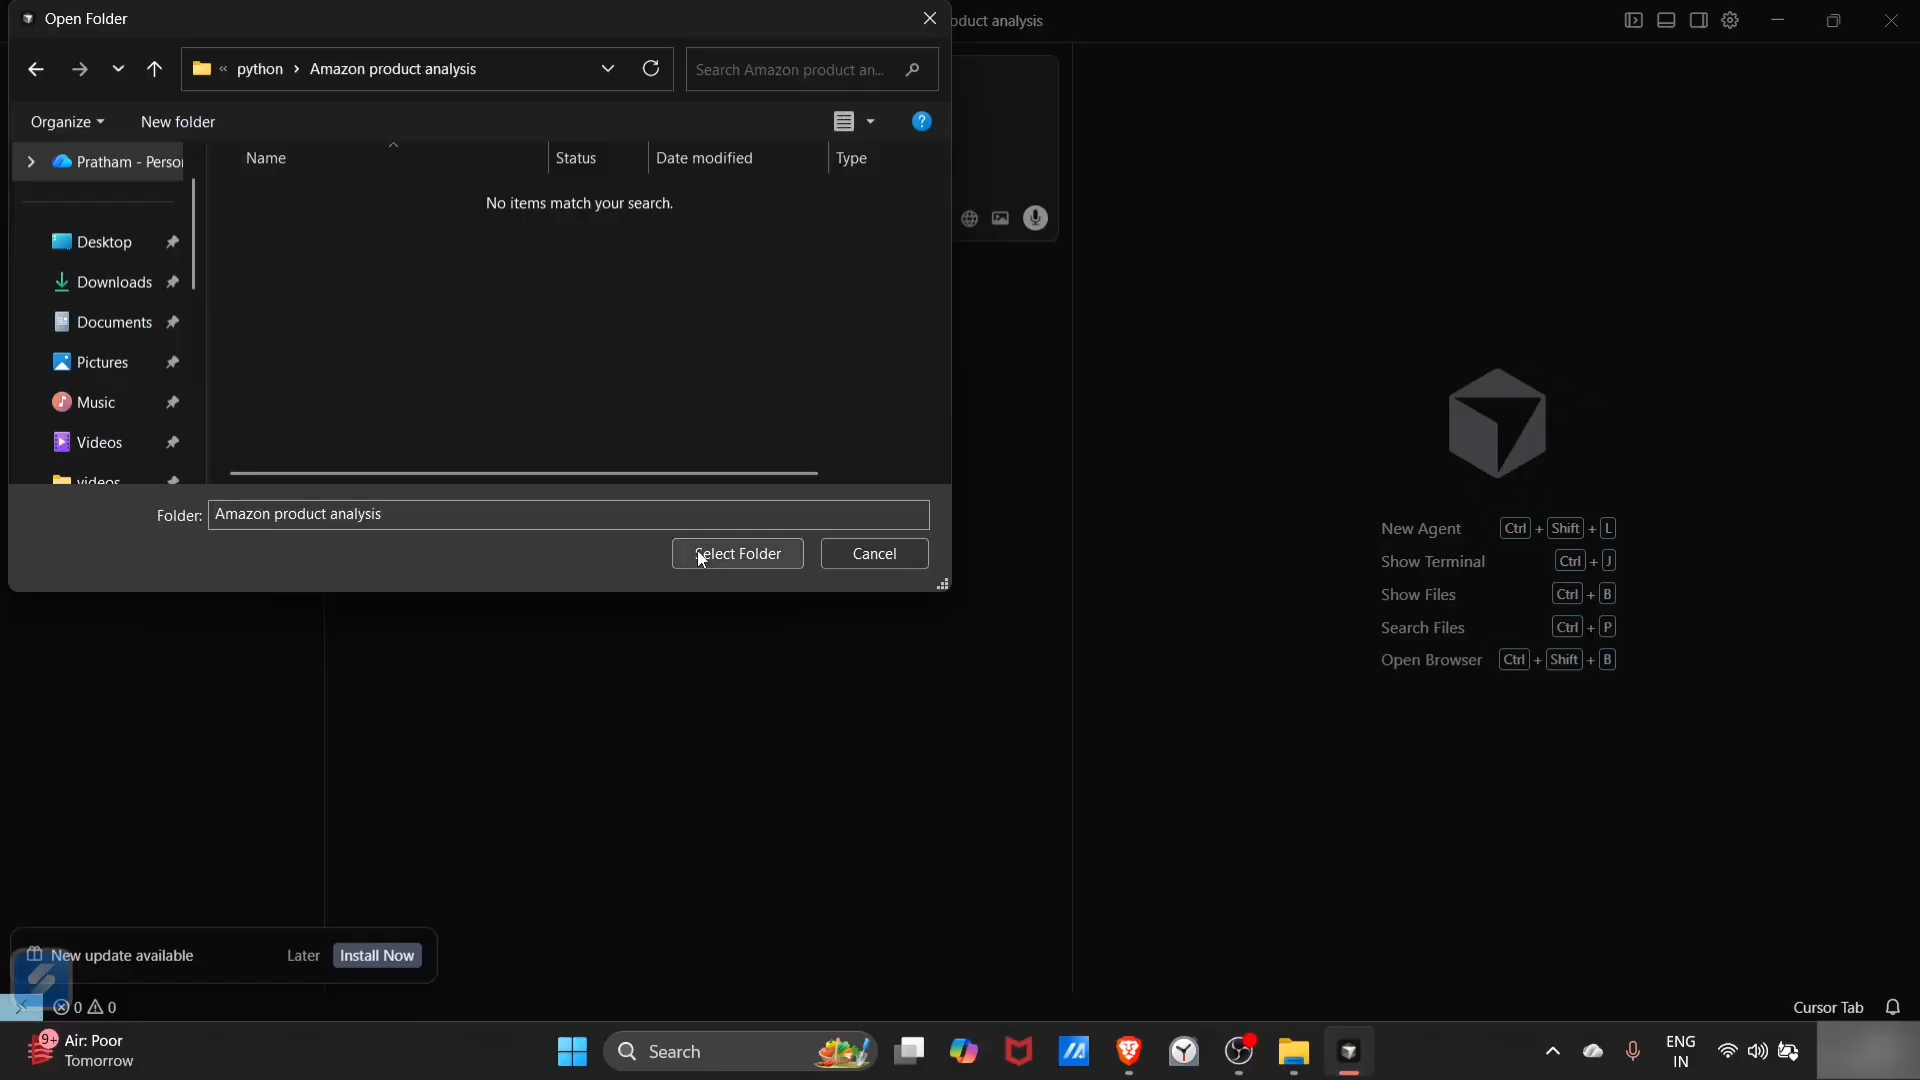 Open Folder
oduct analysis
« python > Amazon product analysis
Search Amazon product an...
Organize
New folder
?
Pratham - Perso
Name
Status
Date modified
Type
No items match your search.
Desktop
Downloads
Documents
Pictures
Music
Videos
videos
Folder:
Amazon product analysis
Select Folder
Cancel
New Agent Ctrl + Shift + L
Show Terminal Ctrl + J
Show Files Ctrl + B
Search Files Ctrl + P
Open Browser Ctrl + Shift + B
New update available
Later
Install Now
0
0
Cursor Tab
9+
Air: Poor
Tomorrow
Search
ENG
IN